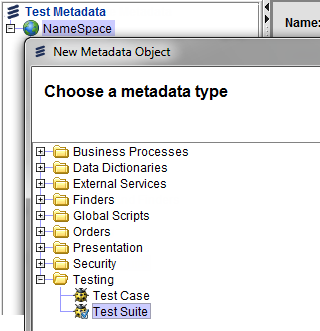 Test Metadata
Name:
NameSpace
New Metadata Object
Choose a metadata type
Business Processes
Data Dictionaries
External Services
Finders
Global Scripts
Orders
Presentation
Security
Testing
Test Case
Test Suite